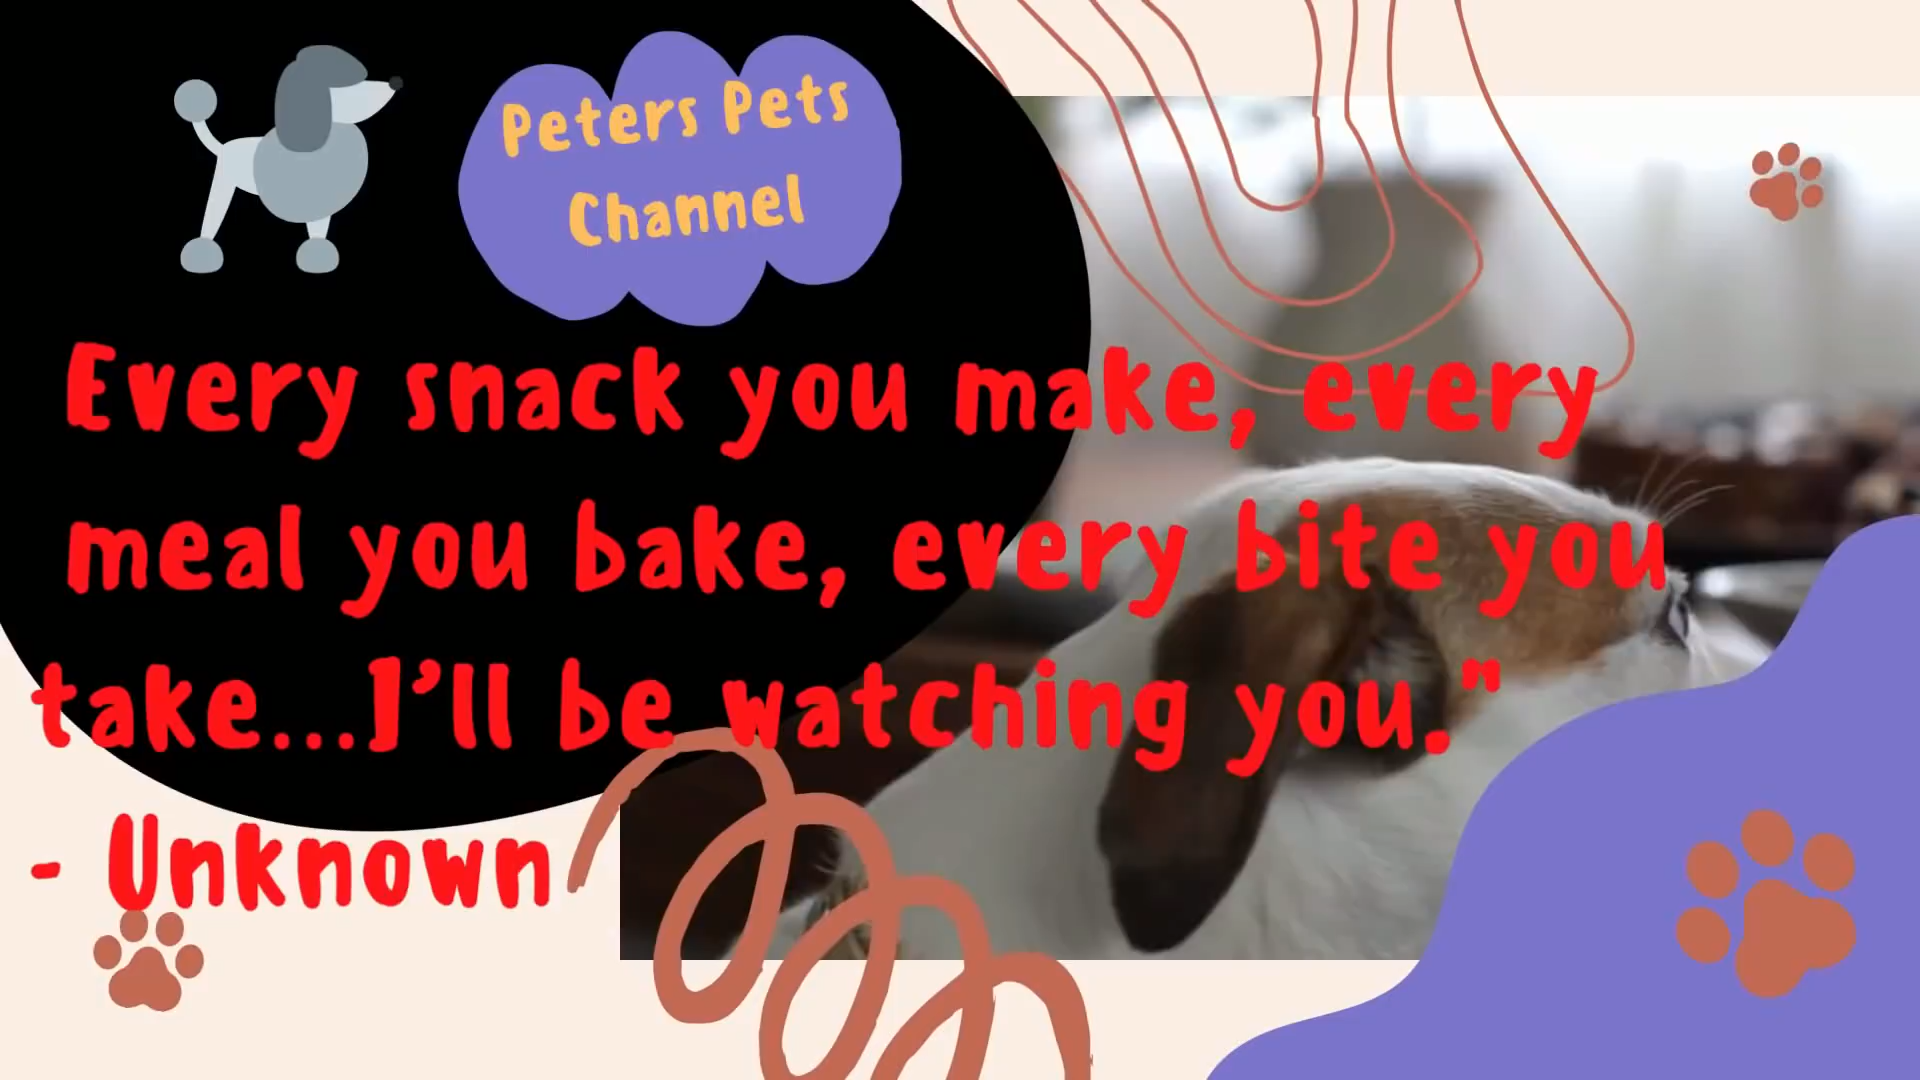 Peters Pets
Channel
Every snack you make, every
meal you bake, every bite you
take...I’ll be watching you."
- Unknown